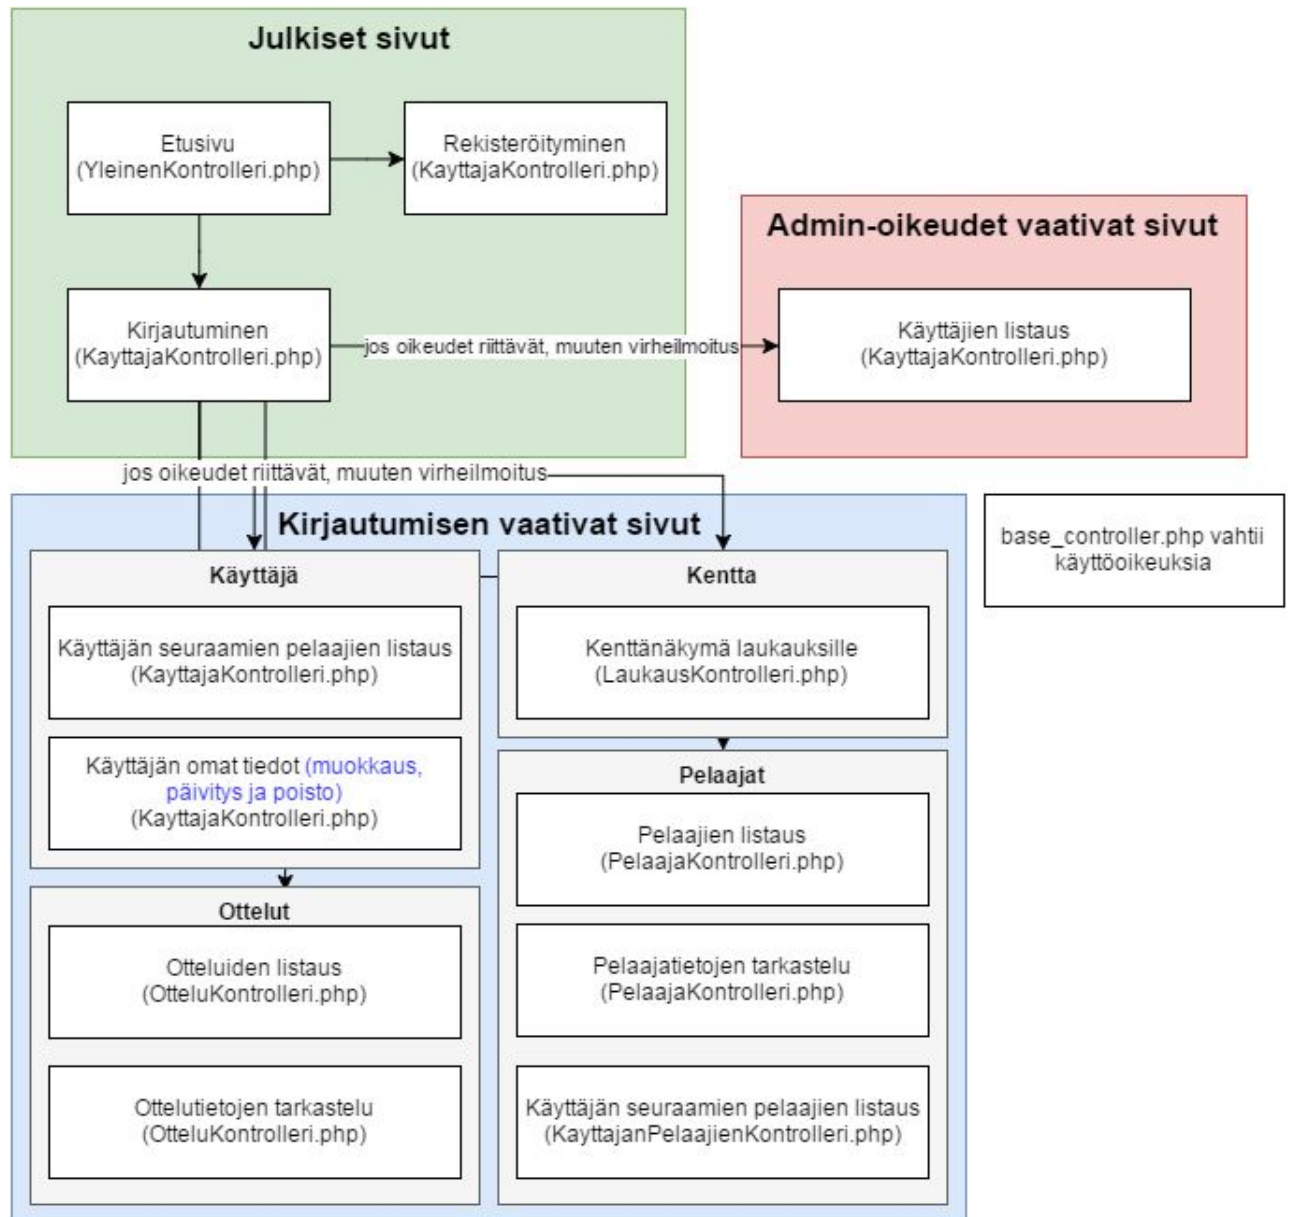 Julkiset sivut
Etusivu
(YleinenKontrolleri.php)
Rekisteröityminen
(KayttajaKontrolleri.php)
Admin-oikeudet vaativat sivut
Kirjautuminen
(KayttajaKontrolleri.php)
jos oikeudet riittävät, muuten virheilmoitus
Käyttäjien listaus
(KayttajaKontrolleri.php)
jos oikeudet riittävät, muuten virheilmoitus
Kirjautumisen vaativat sivut
base_controller.php vahtii
käyttöoikeuksia
Käyttäjä
Käyttäjän seuraamien pelaajien listaus
(KayttajaKontrolleri.php)
Käyttäjän omat tiedot (muokkaus,
päivitys ja poisto)
(KayttajaKontrolleri.php)
Kentta
Kenttänäkymä laukauksille
(LaukausKontrolleri.php)
Pelaajat
Pelaajien listaus
(PelaajaKontrolleri.php)
Pelaajatietojen tarkastelu
(PelaajaKontrolleri.php)
Käyttäjän seuraamien pelaajien listaus
(KayttajanPelaajienKontrolleri.php)
Ottelut
Otteluiden listaus
(OtteluKontrolleri.php)
Ottelutietojen tarkastelu
(OtteluKontrolleri.php)